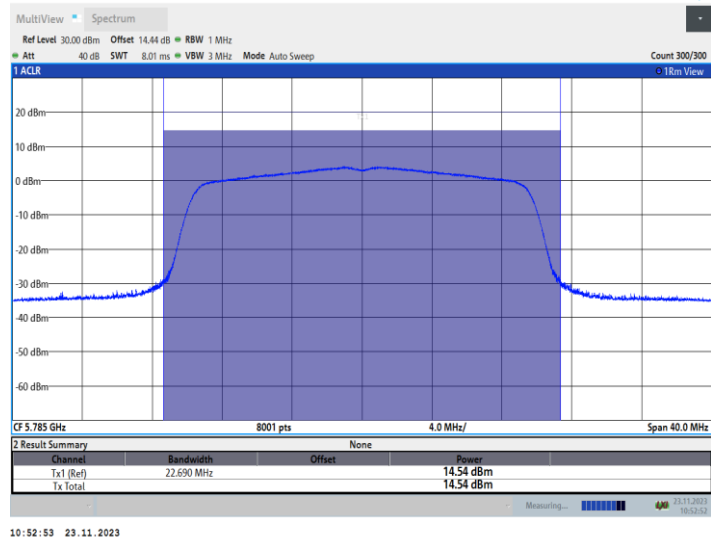 MultiView Spectrum
Ref Level 30.00 dBm Offset 14.44 dB RBW 1 MHz
Att 40 dB SWT 8.01 ms VBW 3 MHz Mode Auto Sweep Count 300/300
1 ACLR 1Rm View
20 dBm
10 dBm
0 dBm
-10 dBm
-20 dBm
-30 dBm
-40 dBm
-50 dBm
-60 dBm
CF 5.785 GHz 8001 pts 4.0 MHz/ Span 40.0 MHz
2 Result Summary None
Channel Bandwidth Offset Power
Tx1 (Ref) 22.690 MHz 14.54 dBm
Tx Total 14.54 dBm
Measuring... 23.11.2023
10:52:52
10:52:53 23.11.2023